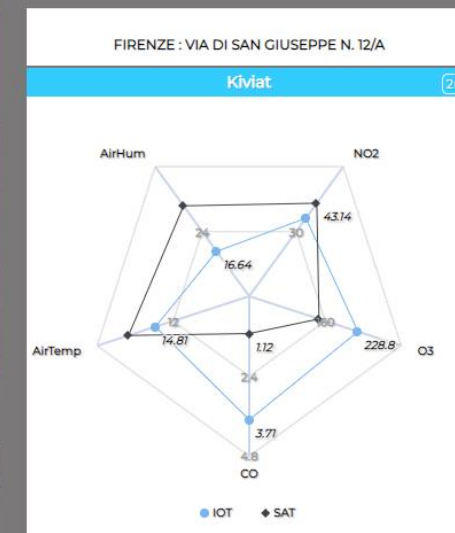 FIRENZE : VIA DI SAN GIUSEPPE N. 12/A
Kiviat
AirHum
NO2
24
30
43.14
16.64
12
14.81
1.12
228.8
AirTemp
O3
2.4
3.71
4.8
CO
IOT
SAT